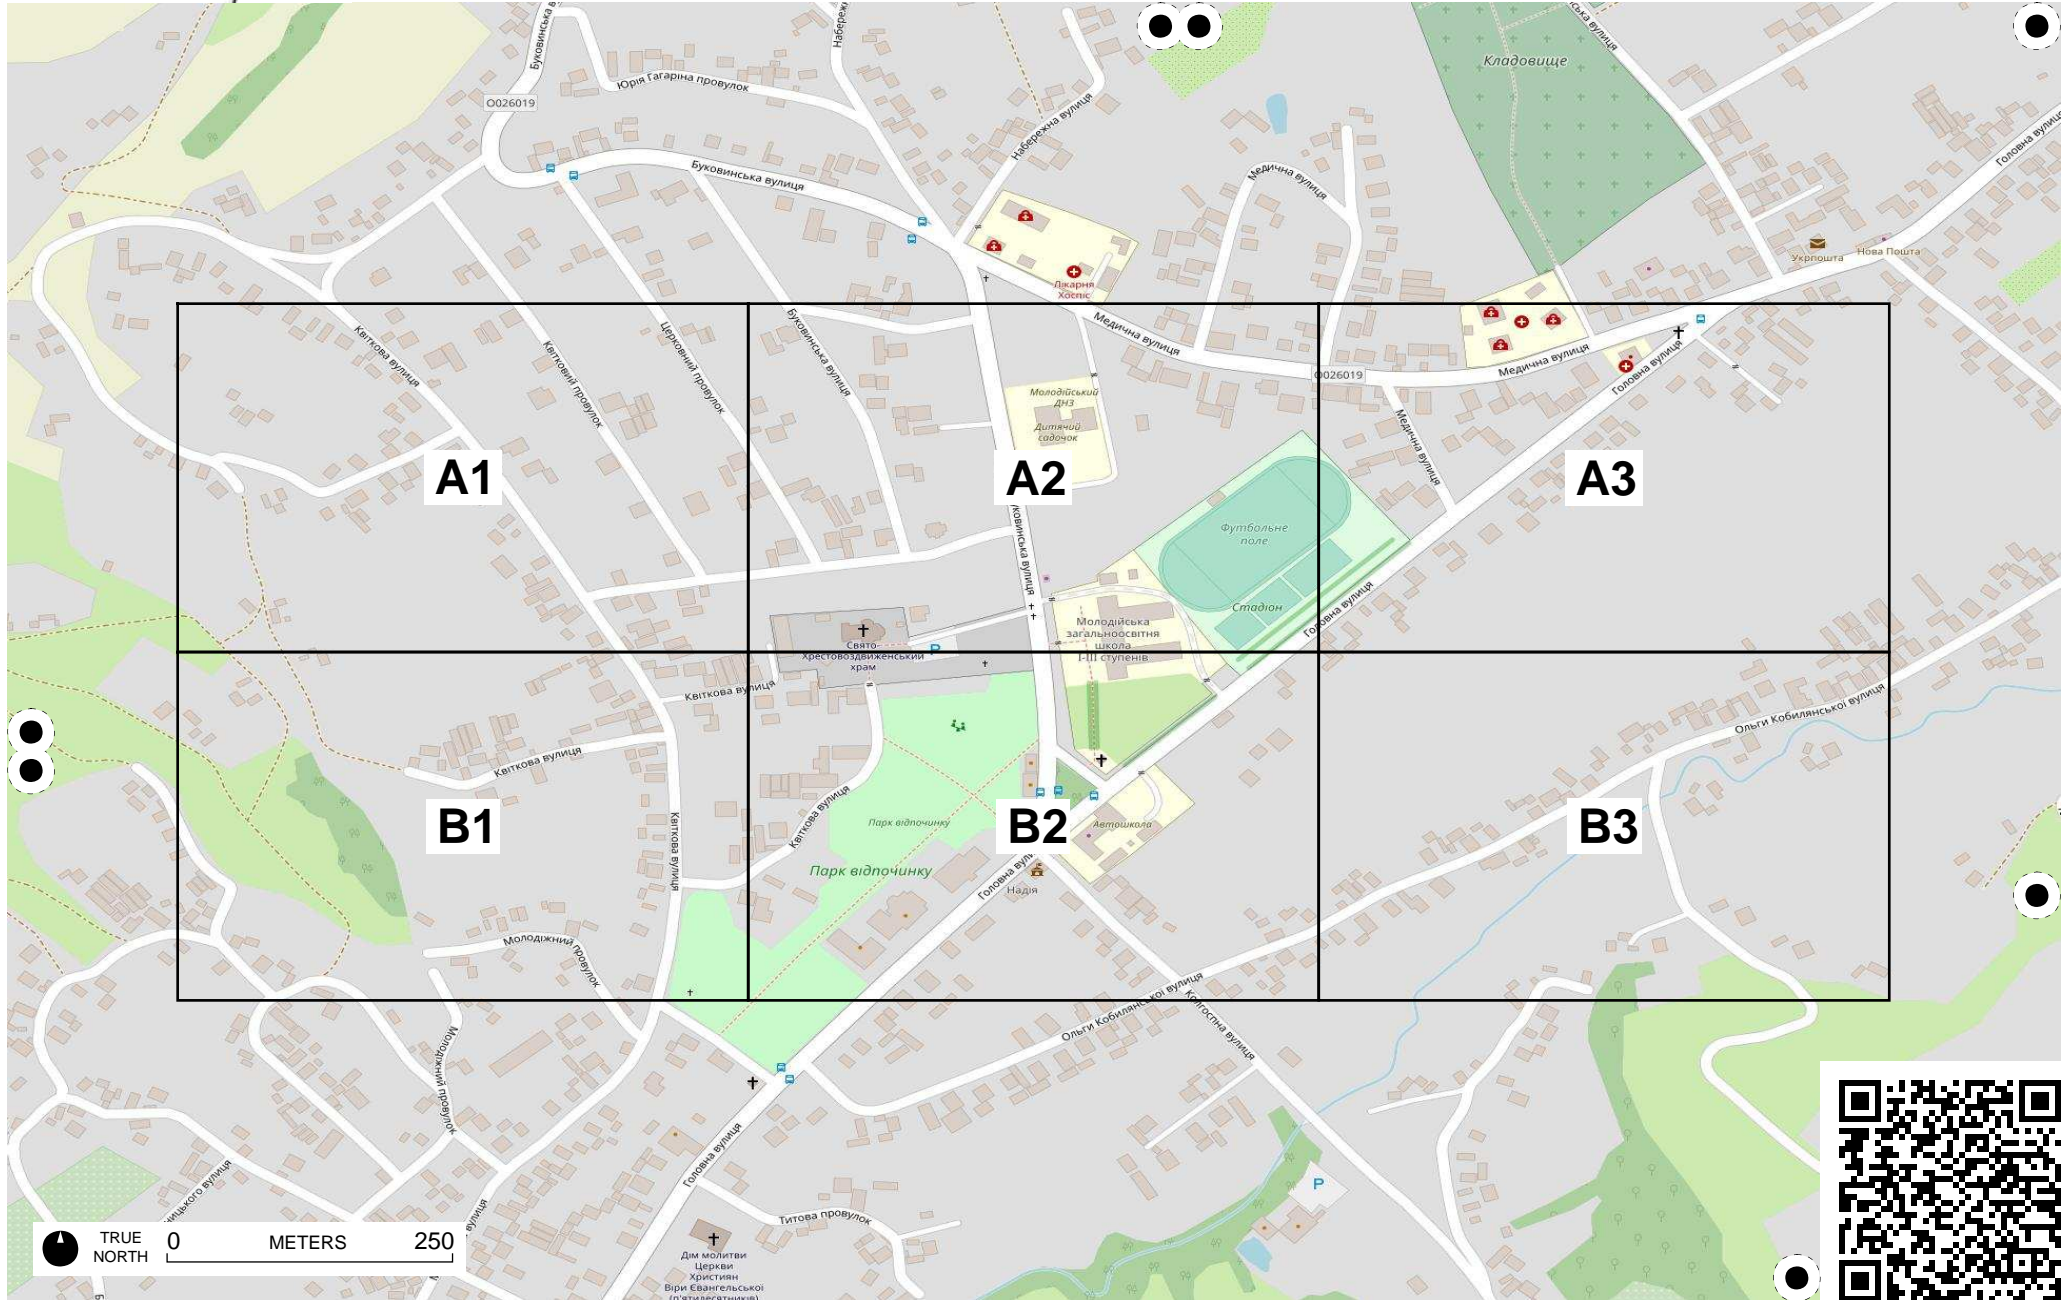 Кладовище
Юрія Гагаріна провулок
О026019
Набережна вулиця
Головна вулиця
Буковинська вулиця
Медична вулиця
Укрпошта
Нова Пошта
Лікарня
Хоспіс
Буковинська вулиця
Медична вулиця
Квіткова вулиця
Квітковий провулок
Церковний провулок
О026019
Медична вулиця
Головна вулиця
Молодійський
ДНЗ
Дитячий
садочок
Медична вулиця
A1
A2
A3
Футбольне
поле
Стадіон
Головна вулиця
Молодійська
загальноосвітня
школа
I-III ступенів
Свято-
Хрестовоздвиженський
храм
P
Квіткова вулиця
Ольги Кобилянської вулиця
Квіткова вулиця
Квіткова вулиця
Квіткова вулиця
Парк відпочинку
Автошкола
B1
B2
B3
Парк відпочинку
Надія
Молодіжний провулок
Ольги Кобилянської вулиця
Колгоспна вулиця
Молодіжний провулок
Головна вулиця
P
Титова провулок
TRUE
NORTH
0
METERS
250
Дім молитви
Церкви
Християн
Віри Євангельської
(п'ятидесятників)